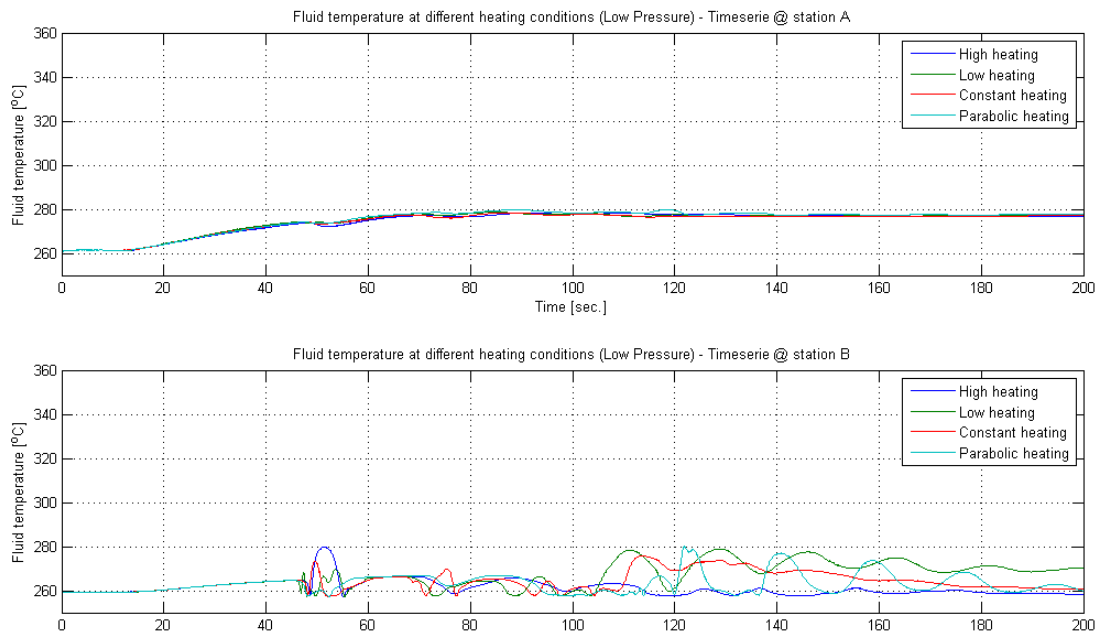 Fluid temperature at different heating conditions (Low Pressure) - Timeserie @ station A
360
340
320
300
280
260
Fluid temperature [°C]
High heating
Low heating
Constant heating
Parabolic heating
0 20 40 60 80 100 120 140 160 180 200
Time [sec.]
Fluid temperature at different heating conditions (Low Pressure) - Timeserie @ station B
360
340
320
300
280
260
Fluid temperature [°C]
High heating
Low heating
Constant heating
Parabolic heating
0 20 40 60 80 100 120 140 160 180 200